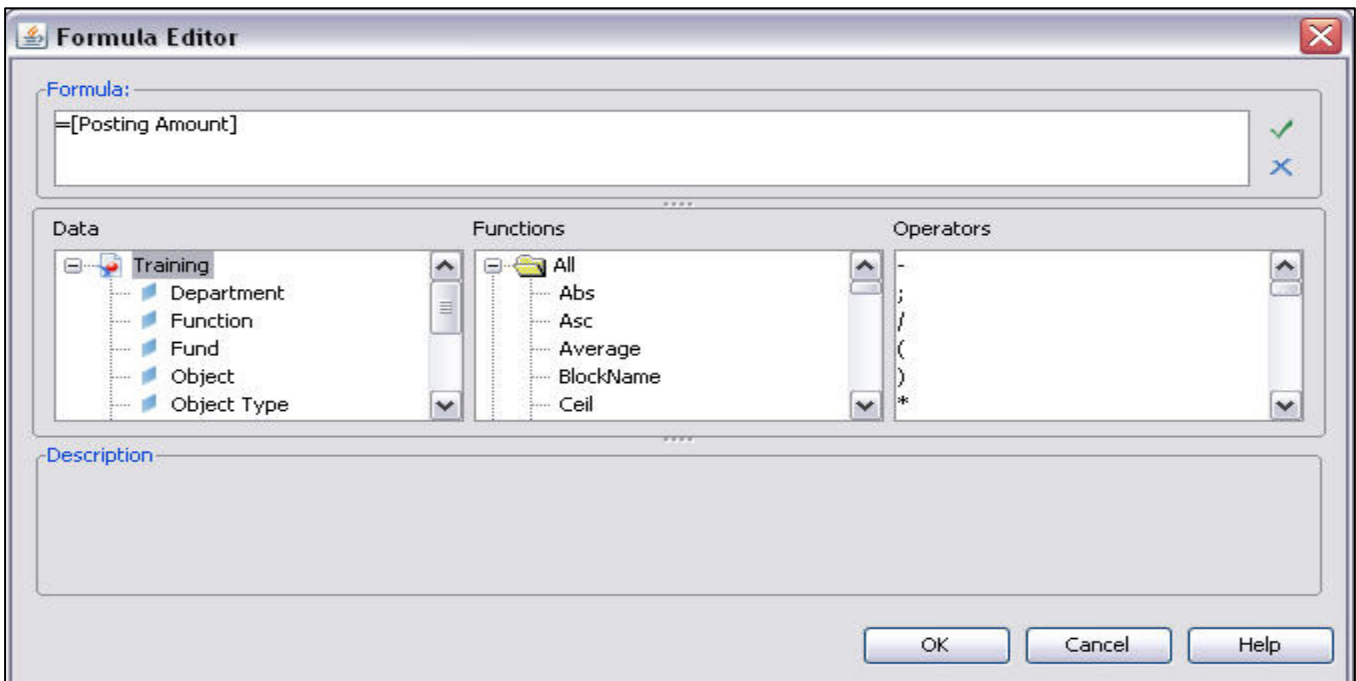 Formula Editor
Formula:
=[Posting Amount]
Data
Functions
Operators
Training
Department
Function
Fund
Object
Object Type
All
Abs
Asc
Average
BlockName
Ceil
-
;
/
(
)
*
Description
OK
Cancel
Help